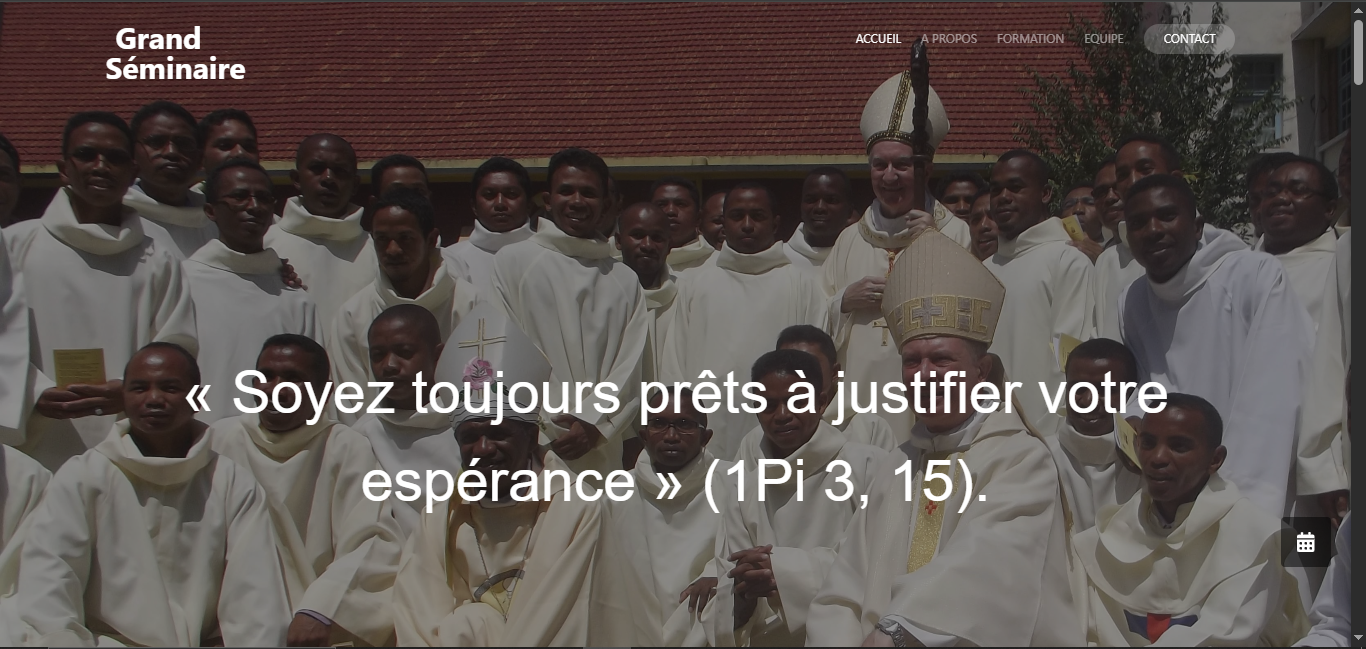 Grand
Séminaire
ACCUEIL A PROPOS FORMATION EQUIPE CONTACT
« Soyez toujours prêts à justifier votre
espérance » (1Pi 3, 15).